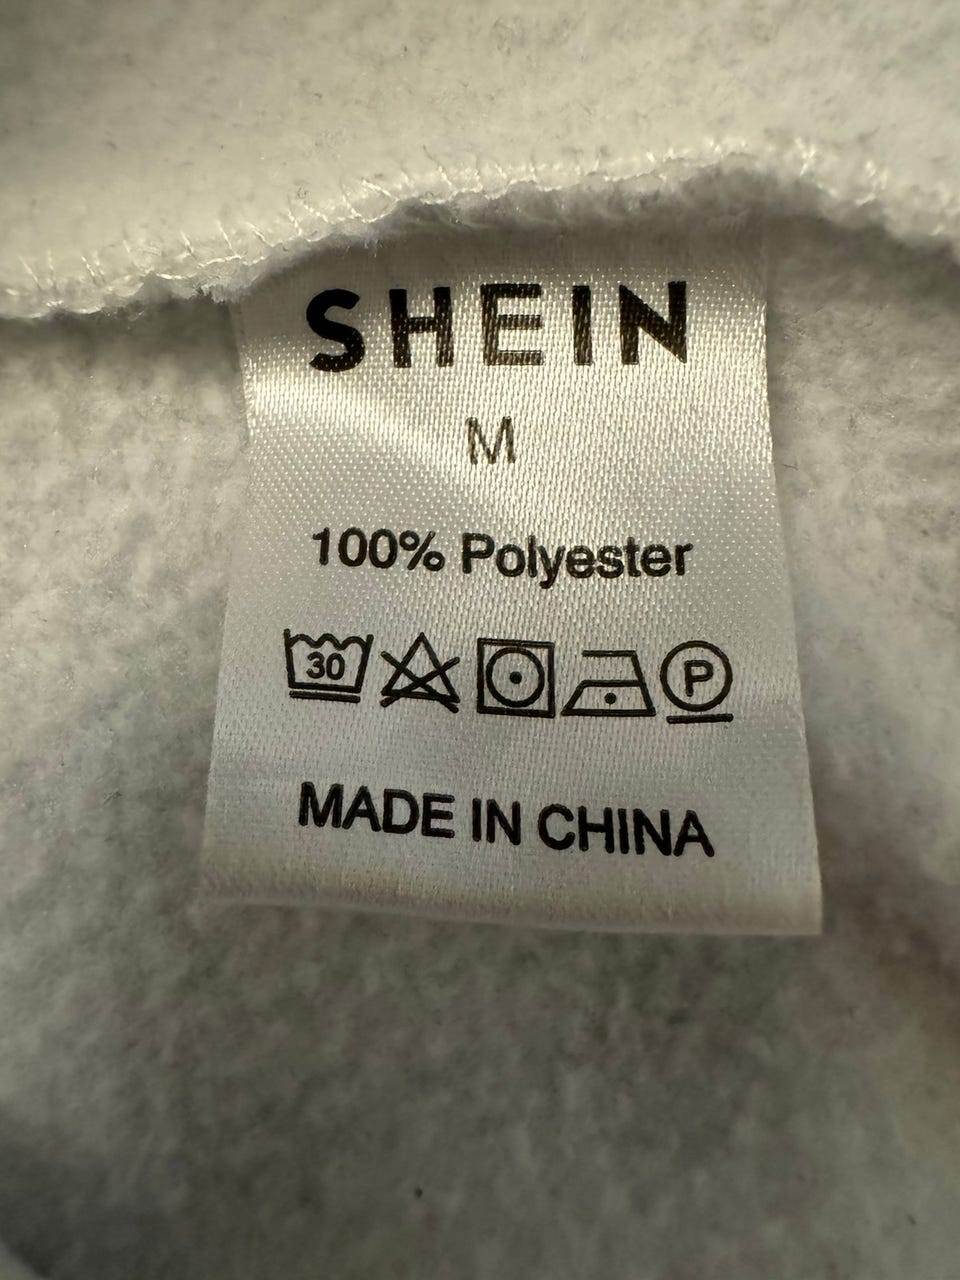 SHEIN
M
100% Polyester
30 P
MADE IN CHINA